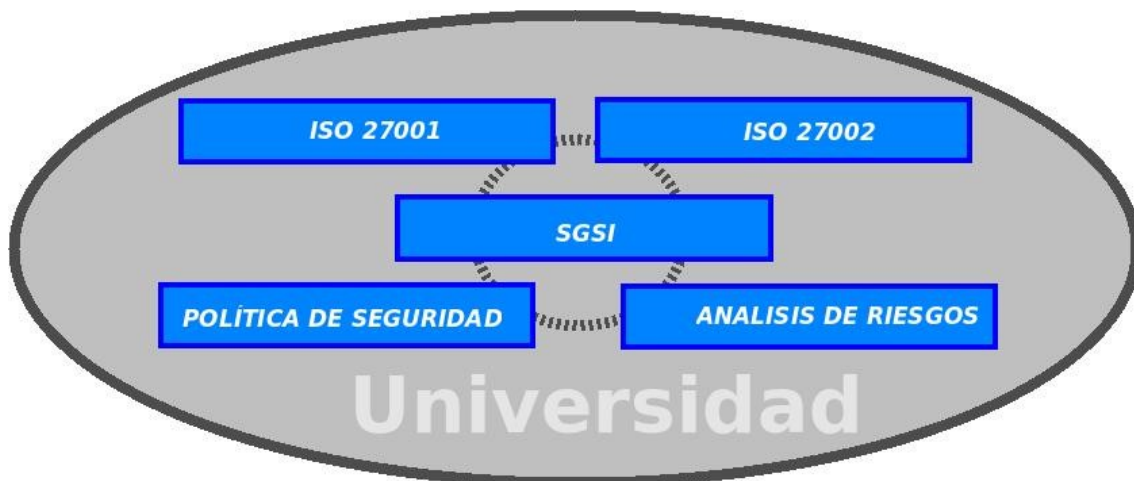 ISO 27001
ISO 27002
SGSI
POLÍTICA DE SEGURIDAD
ANALISIS DE RIESGOS
Universidad